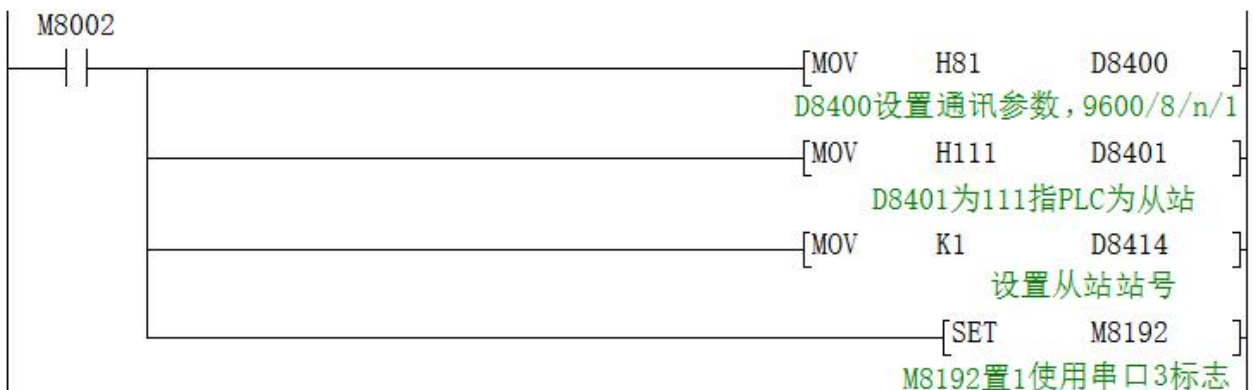 M8002
MOV H81 D8400
D8400设置通讯参数,9600/8/n/1
MOV H111 D8401
D8401为111指PLC为从站
MOV K1 D8414
设置从站站号
SET M8192
M8192置1使用串口3标志